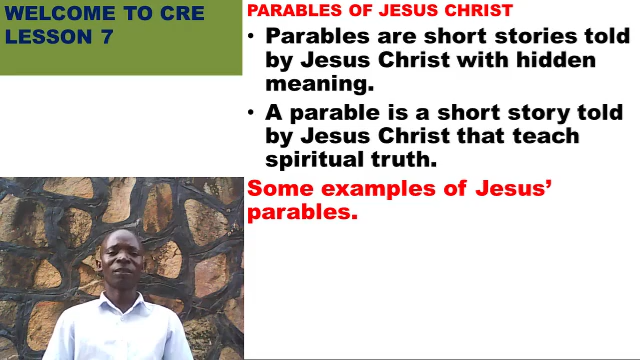 WELCOME TO CRE
LESSON 7
PARABLES OF JESUS CHRIST
• Parables are short stories told
by Jesus Christ with hidden
meaning.
• A parable is a short story told
by Jesus Christ that teach
spiritual truth.
Some examples of Jesus’
parables.